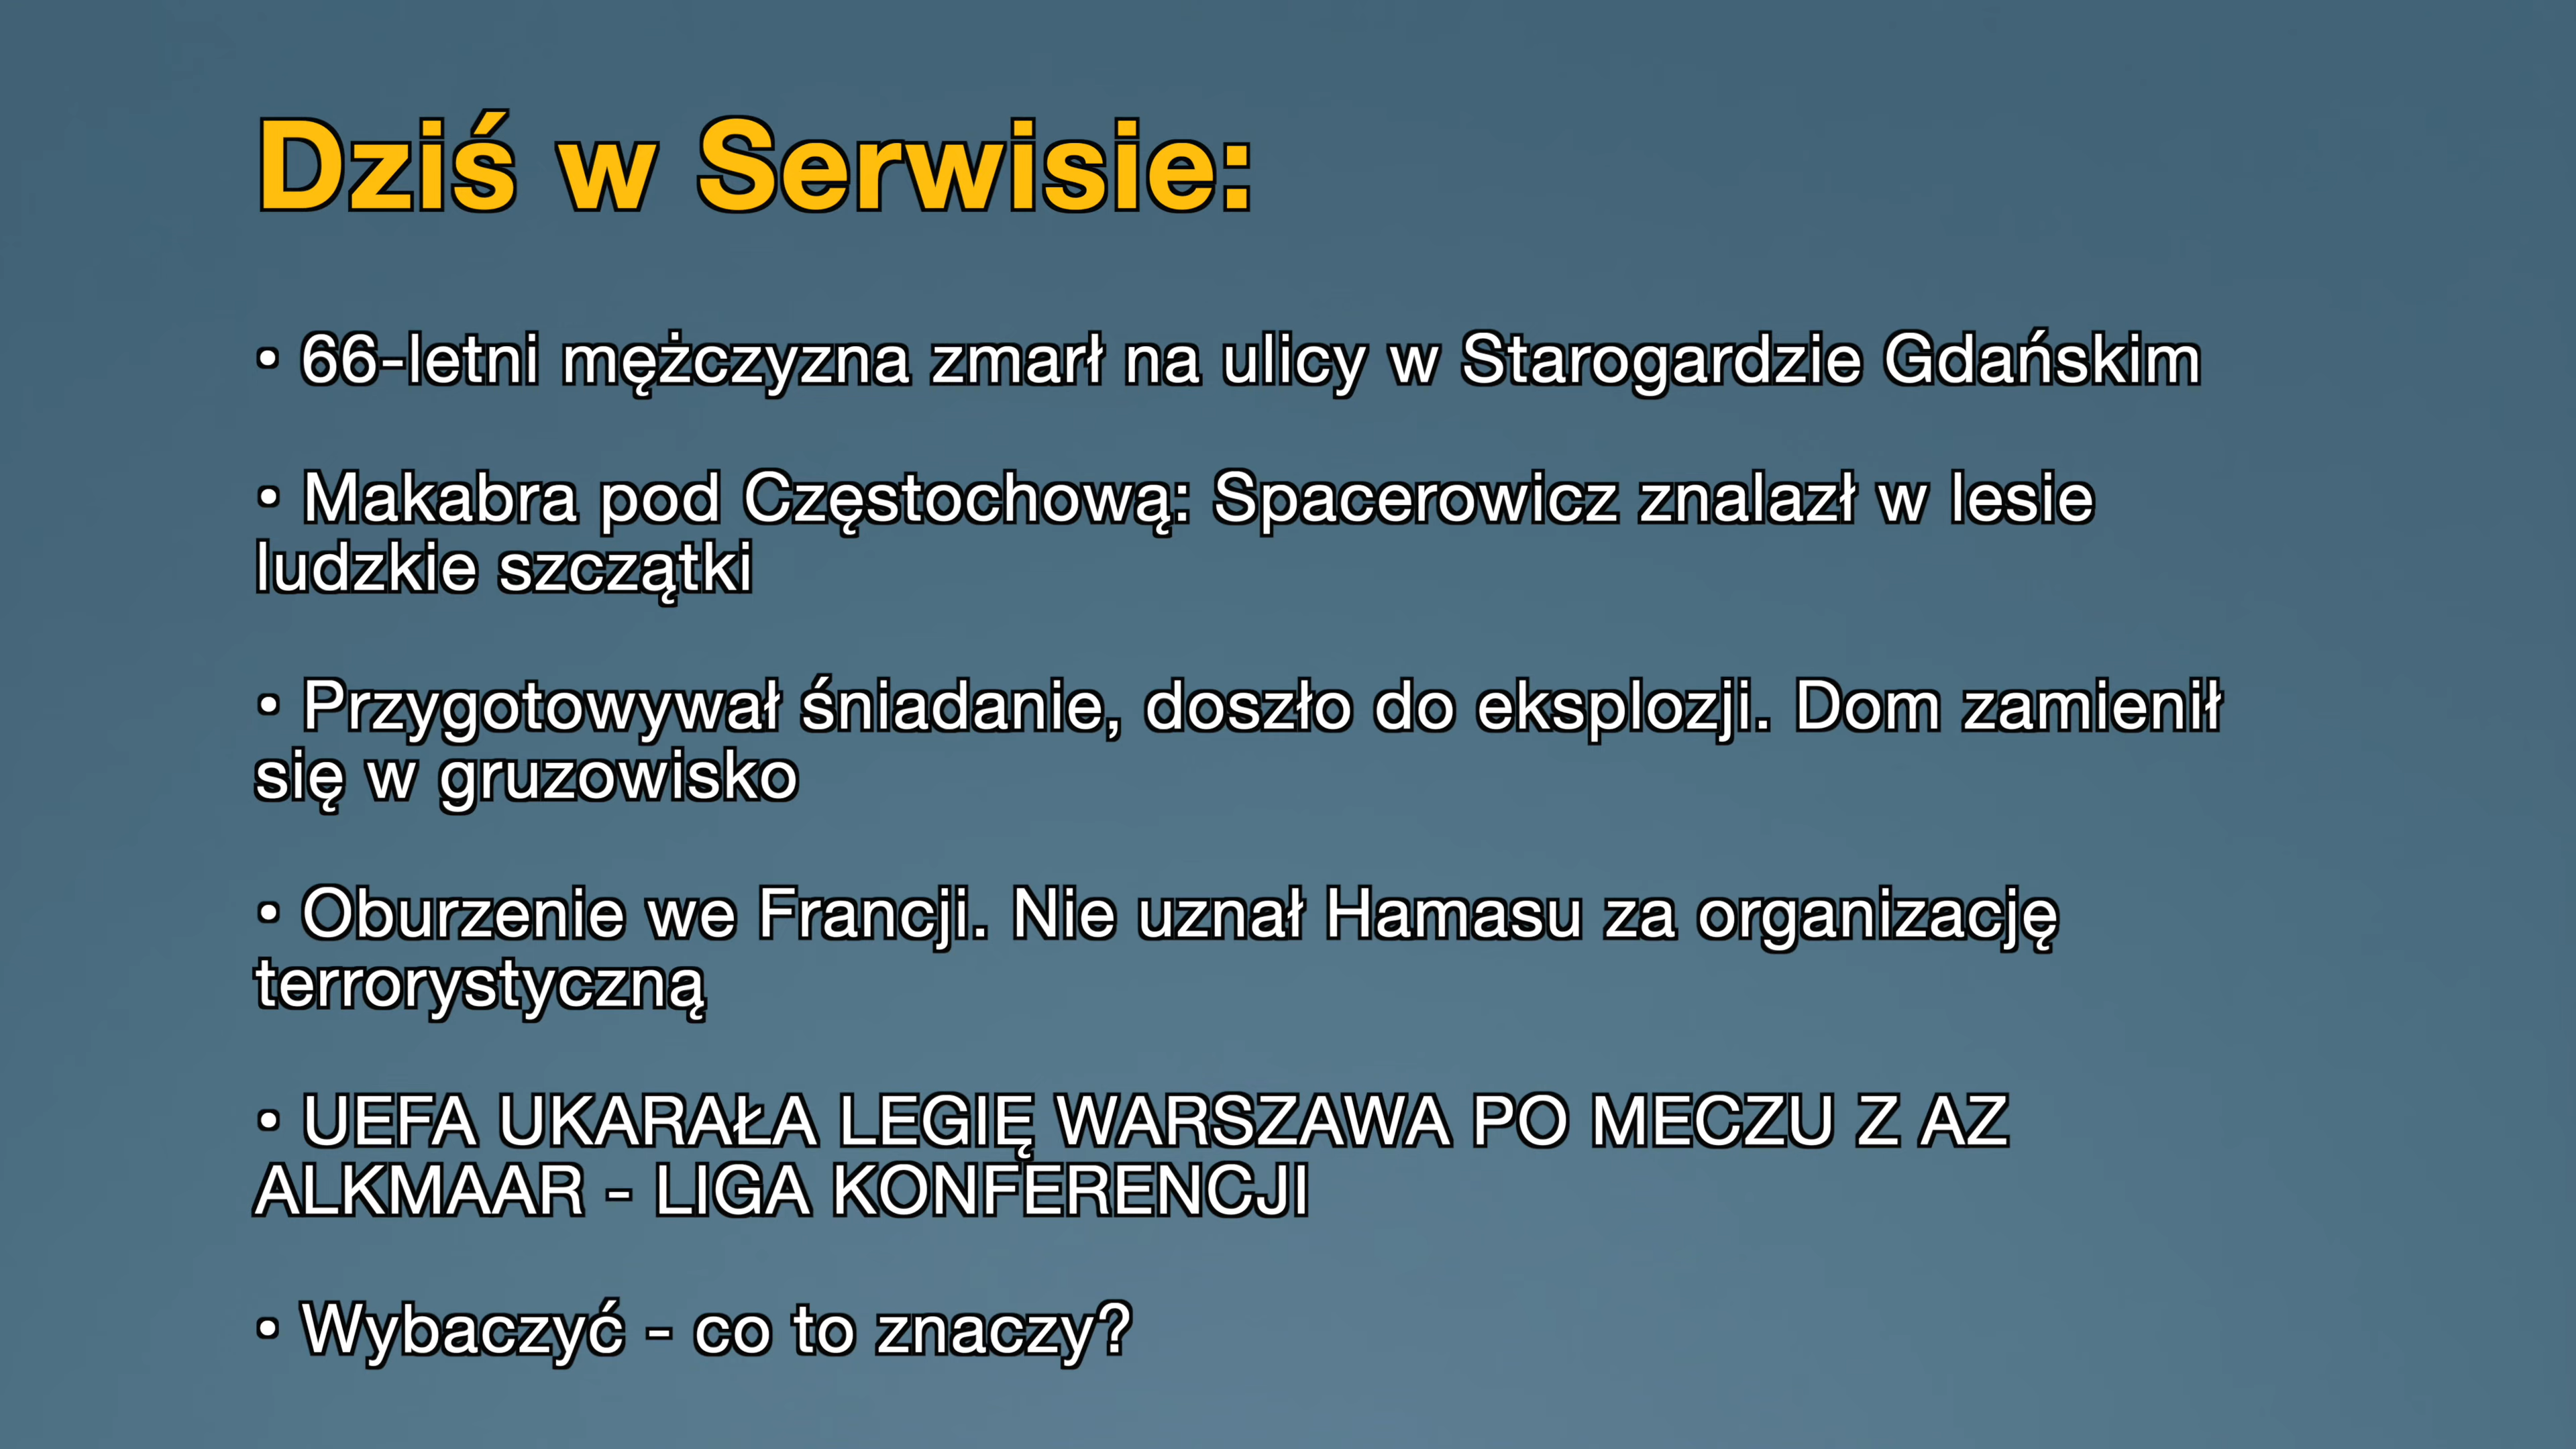 Dziś w Serwisie:
• 66-letni mężczyzna zmarł na ulicy w Starogardzie Gdańskim
• Makabra pod Częstochową: Spacerowicz znalazł w lesie
ludzkie szczątki
• Przygotowywał śniadanie, doszło do eksplozji. Dom zamienił
się w gruzowisko
• Oburzenie we Francji. Nie uznał Hamasu za organizację
terrorystyczną
• UEFA UKARAŁA LEGIĘ WARSZAWA PO MECZU Z AZ
ALKMAAR - LIGA KONFERENCJI
• Wybaczyć - co to znaczy?